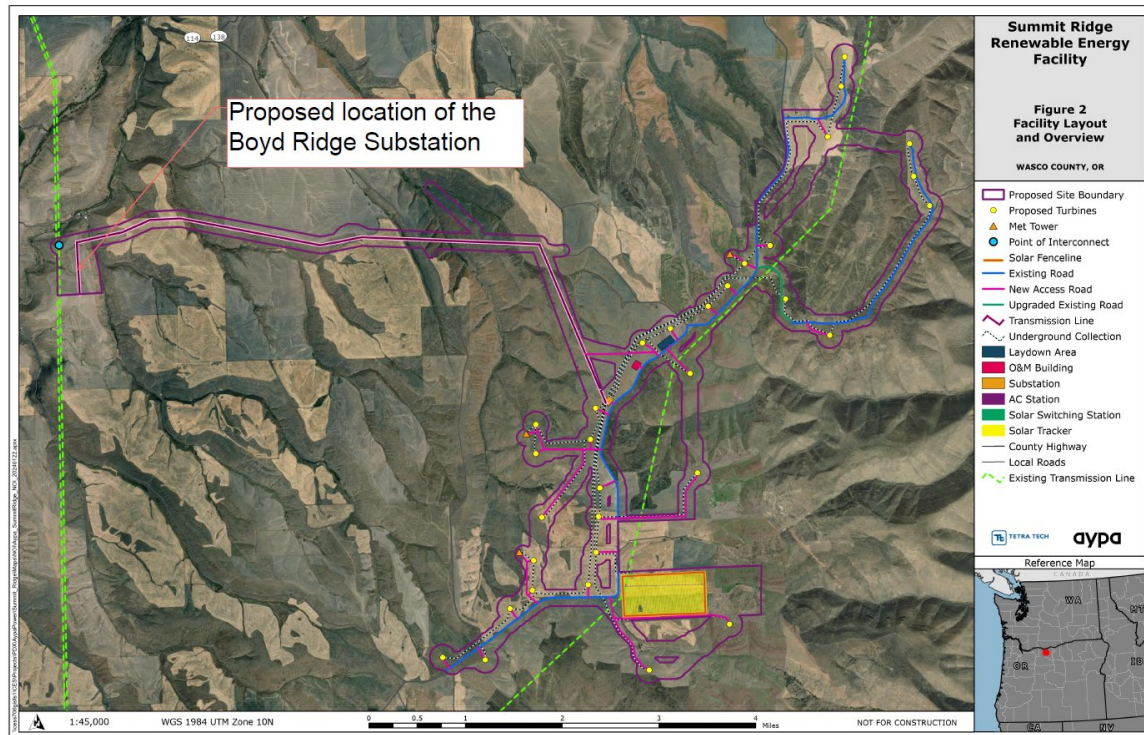 114
138
Proposed location of the
Boyd Ridge Substation
Summit Ridge
Renewable Energy
Facility
Figure 2
Facility Layout
and Overview
WASCO COUNTY, OR
Proposed Site Boundary
Proposed Turbines
Met Tower
Point of Interconnect
Solar Fenceline
Existing Road
New Access Road
Upgraded Existing Road
Transmission Line
Underground Collection
Laydown Area
O&M Building
Substation
AC Station
Solar Switching Station
Solar Tracker
County Highway
Local Roads
Existing Transmission Line
Tt TETRA TECH
aypa
Reference Map
CANADA
WA
MT
OR
ID
CA
NV
1:45,000
WGS 1984 UTM Zone 10N
0 0.5 1 2 3 4
Miles
NOT FOR CONSTRUCTION